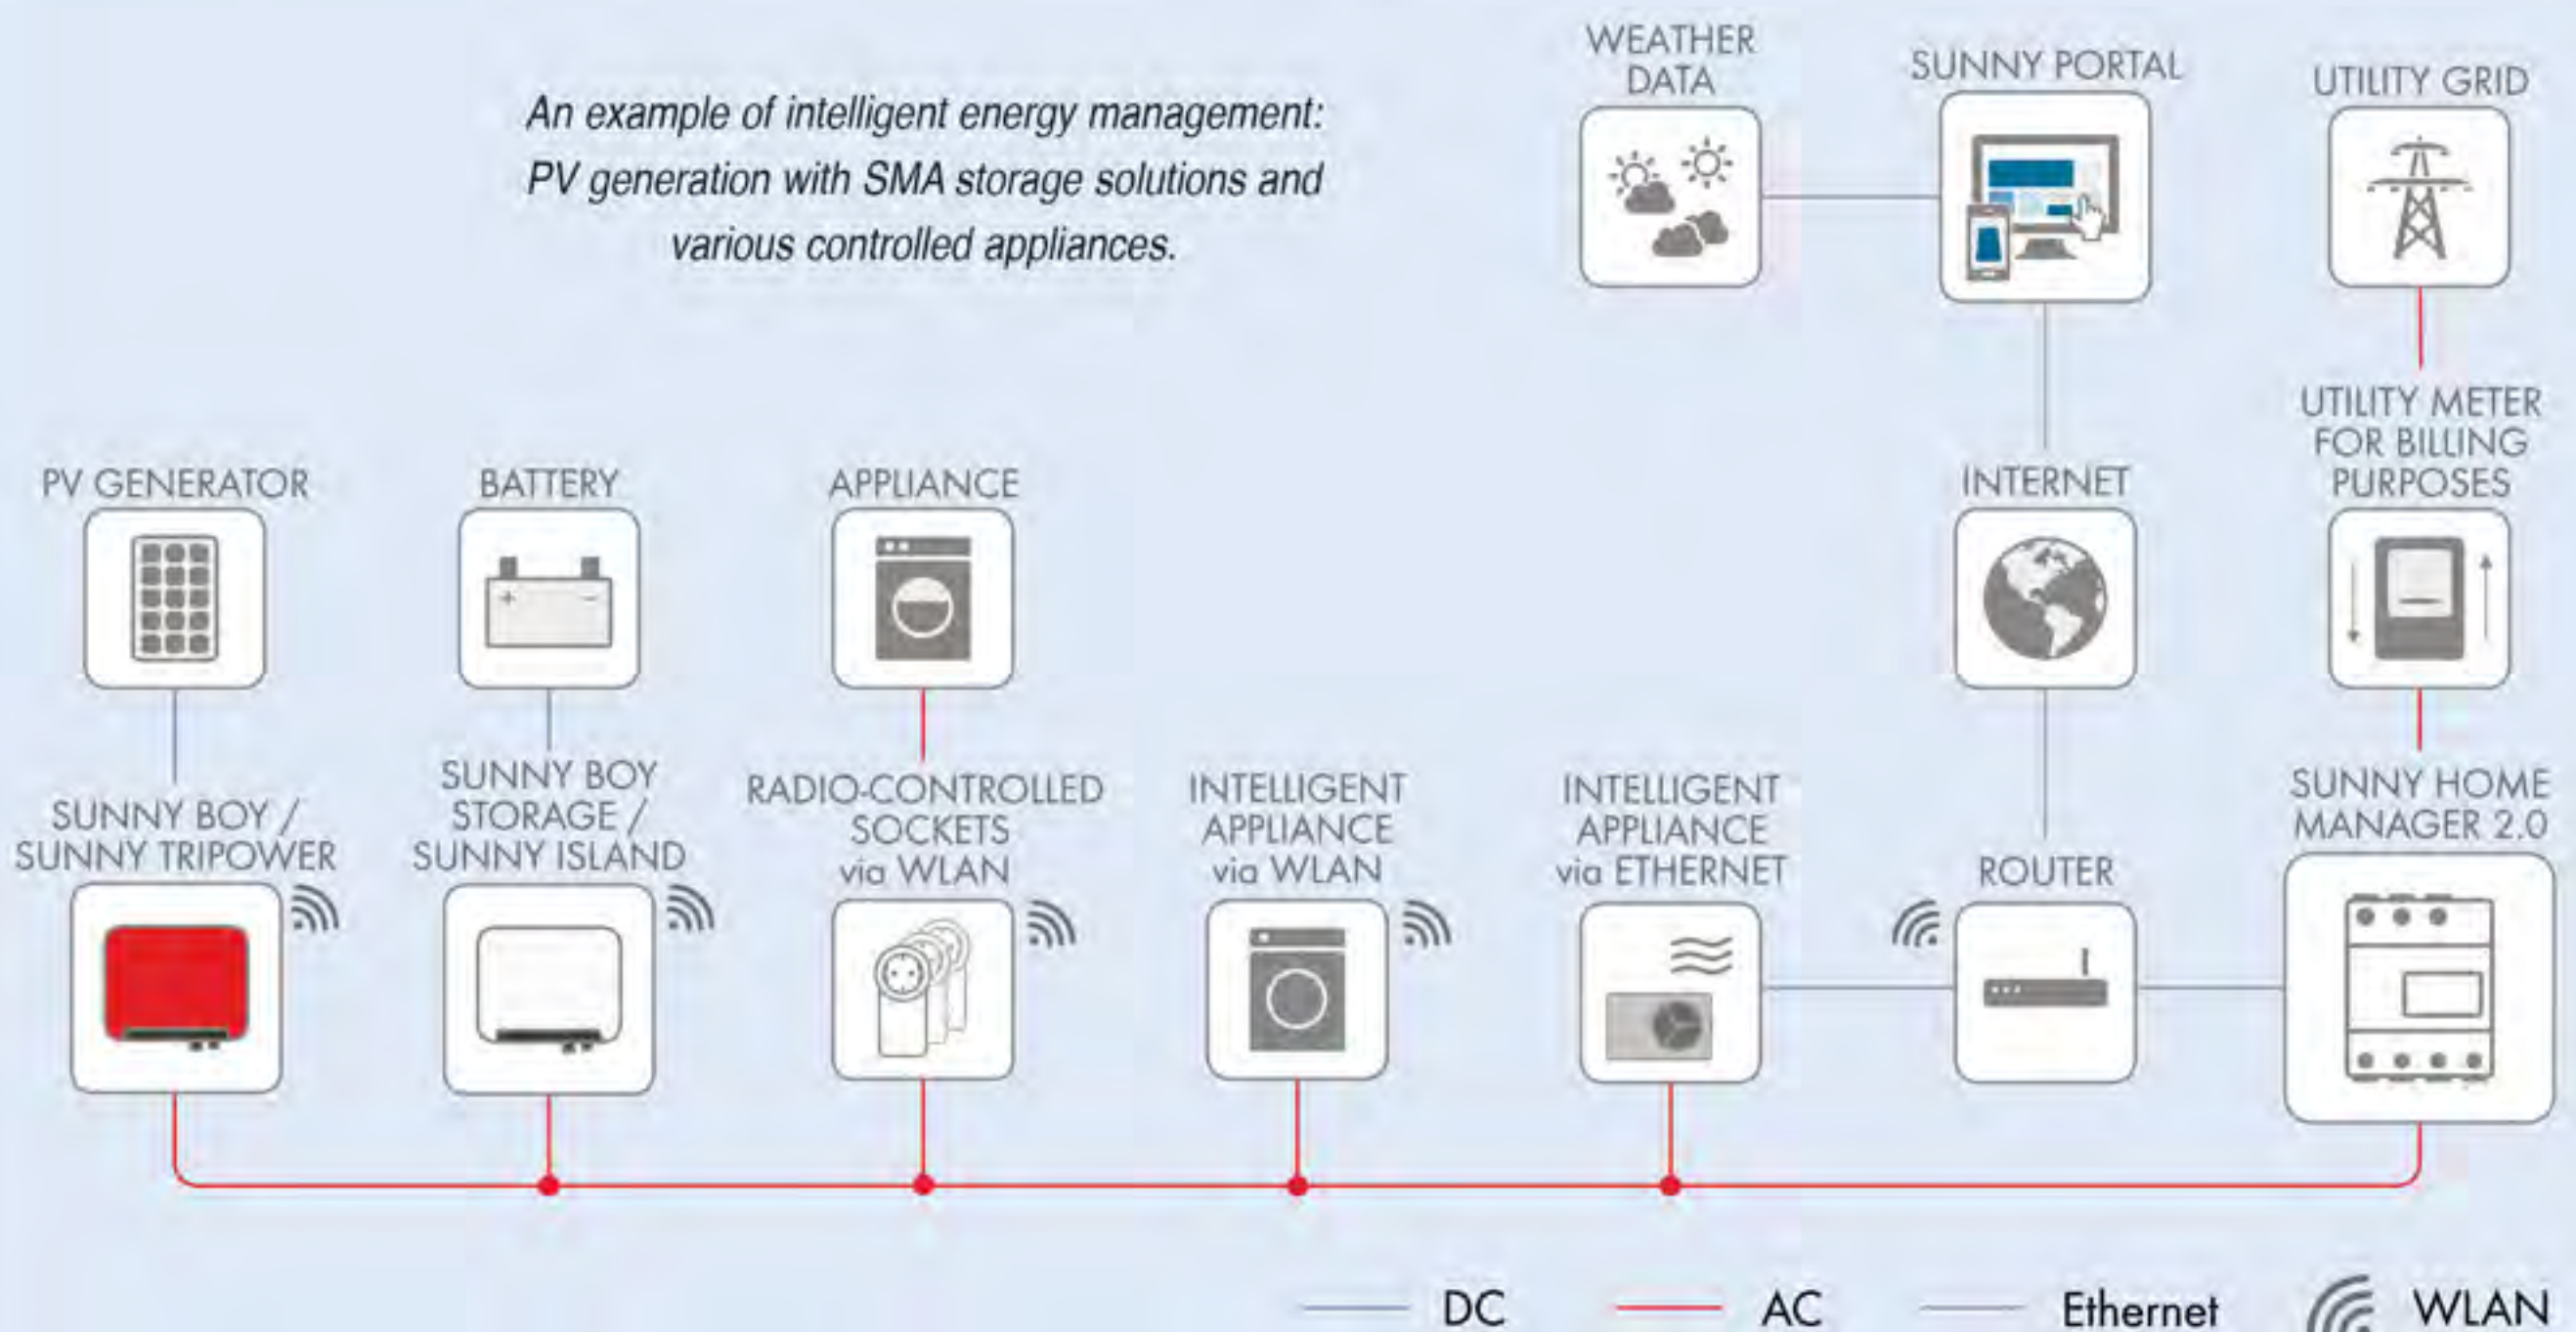 An example of intelligent energy management:
PV generation with SMA storage solutions and
various controlled appliances.
WEATHER
DATA
SUNNY PORTAL
UTILITY GRID
UTILITY METER
FOR BILLING
PURPOSES
PV GENERATOR
BATTERY
APPLIANCE
INTERNET
SUNNY BOY /
SUNNY TRIPOWER
SUNNY BOY
STORAGE /
SUNNY ISLAND
RADIO-CONTROLLED
SOCKETS
via WLAN
INTELLIGENT
APPLIANCE
via WLAN
INTELLIGENT
APPLIANCE
via ETHERNET
ROUTER
SUNNY HOME
MANAGER 2.0
+ −
DC
AC
Ethernet
WLAN